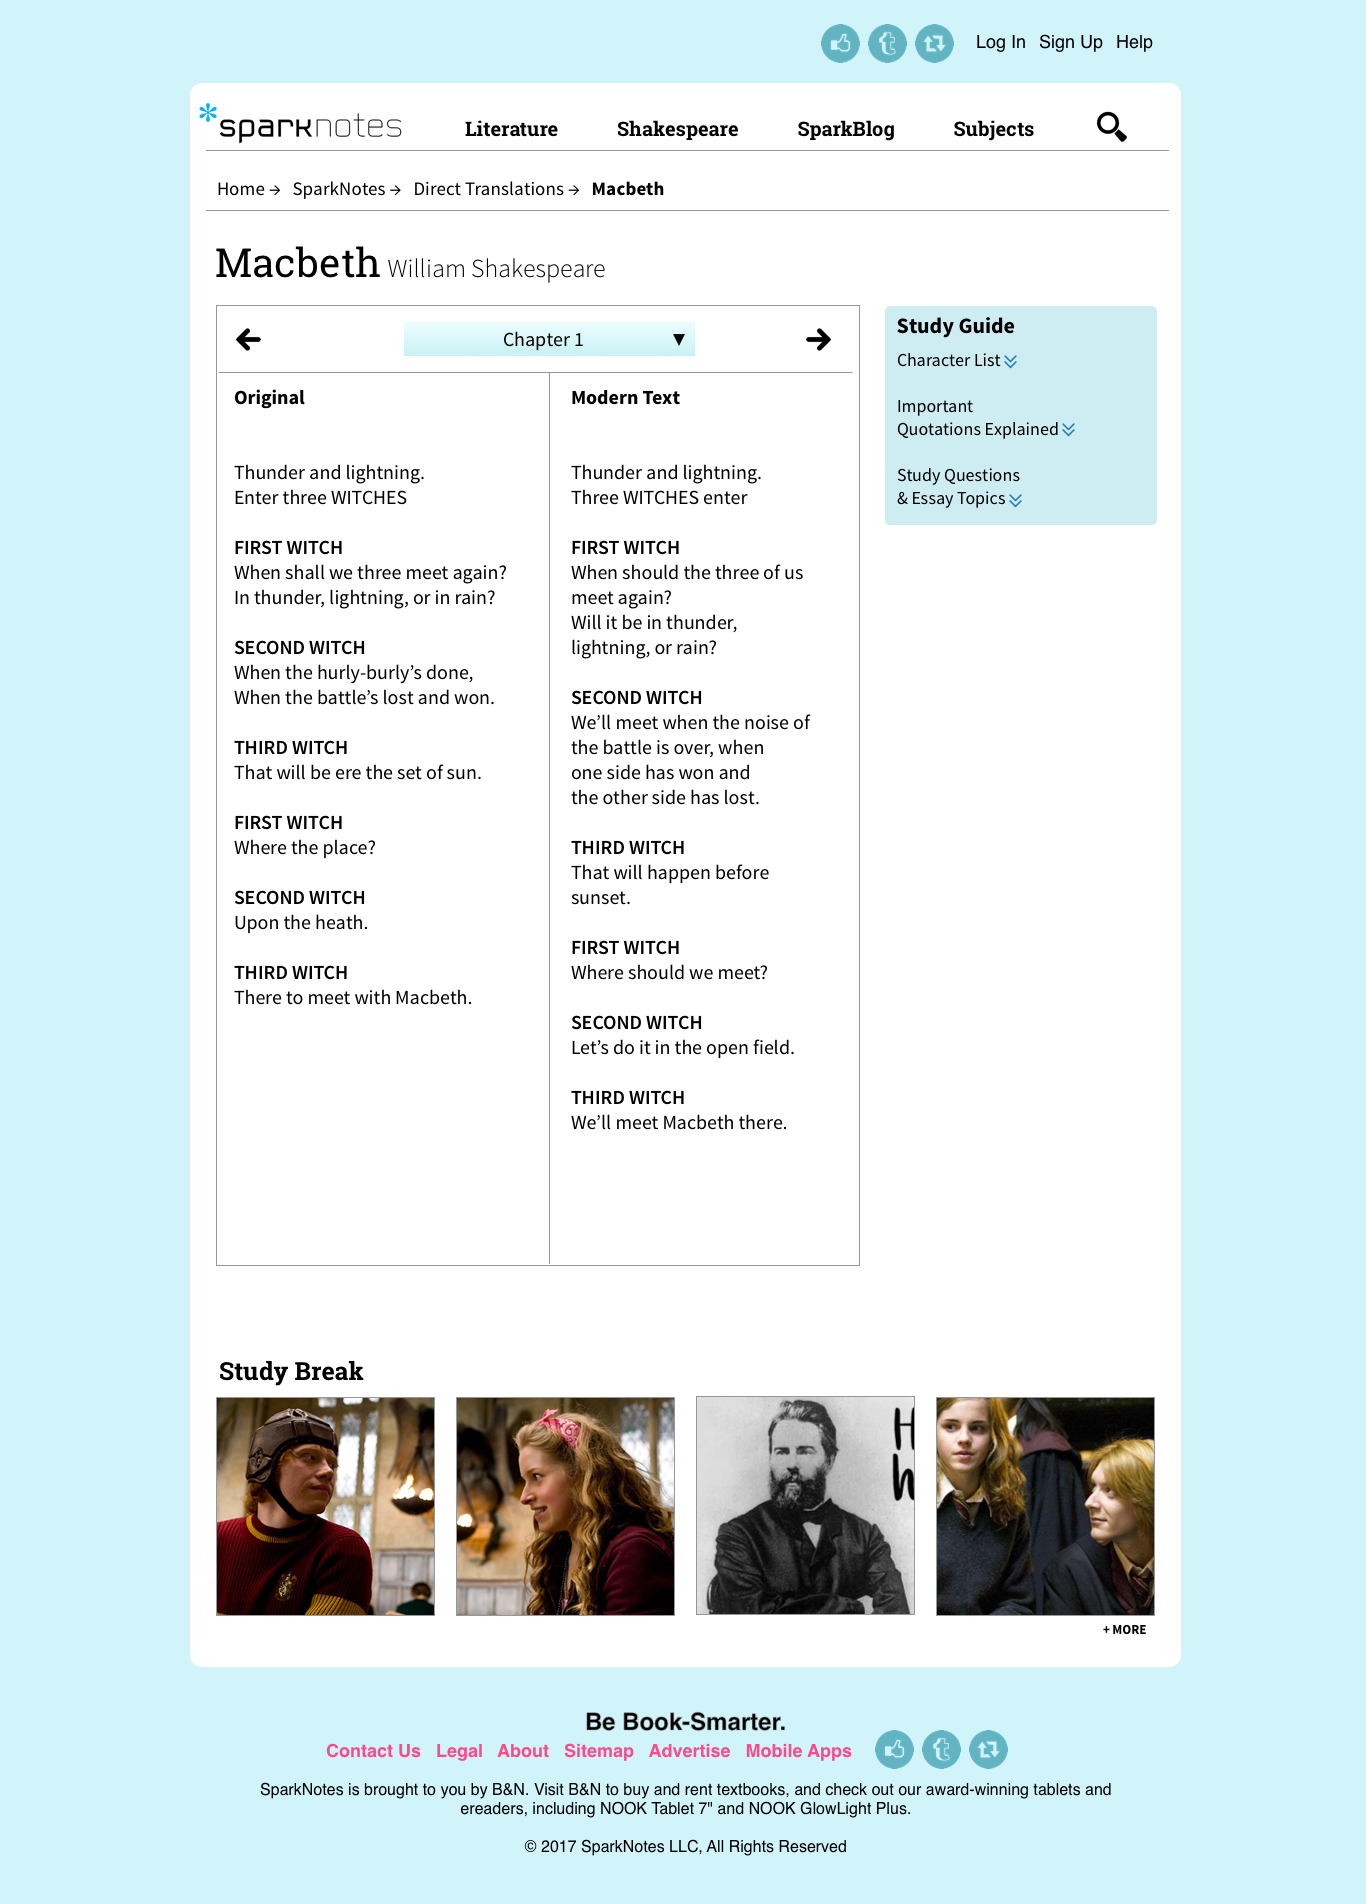 Log In Sign Up Help
*sparknotes Literature Shakespeare SparkBlog Subjects
Home → SparkNotes → Direct Translations → Macbeth
Macbeth William Shakespeare
Chapter 1
Original
Thunder and lightning.
Enter three WITCHES
FIRST WITCH
When shall we three meet again?
In thunder, lightning, or in rain?
SECOND WITCH
When the hurly-burly’s done,
When the battle’s lost and won.
THIRD WITCH
That will be ere the set of sun.
FIRST WITCH
Where the place?
SECOND WITCH
Upon the heath.
THIRD WITCH
There to meet with Macbeth.
Modern Text
Thunder and lightning.
Three WITCHES enter
FIRST WITCH
When should the three of us
meet again?
Will it be in thunder,
lightning, or rain?
SECOND WITCH
We’ll meet when the noise of
the battle is over, when
one side has won and
the other side has lost.
THIRD WITCH
That will happen before
sunset.
FIRST WITCH
Where should we meet?
SECOND WITCH
Let’s do it in the open field.
THIRD WITCH
We’ll meet Macbeth there.
Study Guide
Character List
Important
Quotations Explained
Study Questions
& Essay Topics
Study Break
+ MORE
Be Book-Smarter.
Contact Us Legal About Sitemap Advertise Mobile Apps
SparkNotes is brought to you by B&N. Visit B&N to buy and rent textbooks, and check out our award-winning tablets and
ereaders, including NOOK Tablet 7" and NOOK GlowLight Plus.
© 2017 SparkNotes LLC, All Rights Reserved